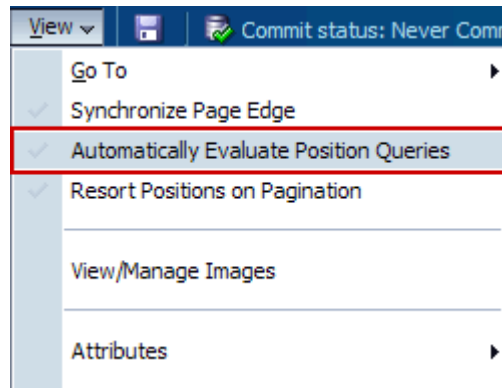 View
Commit status: Never Comm
Go To
Synchronize Page Edge
Automatically Evaluate Position Queries
Resort Positions on Pagination
View/Manage Images
Attributes